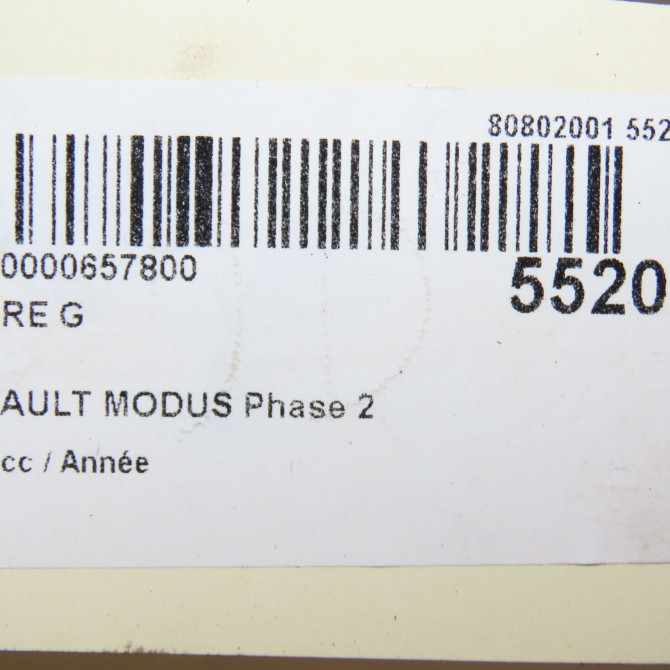 80802001 552
0000657800
5520
RE G
AULT MODUS Phase 2
cc / Année